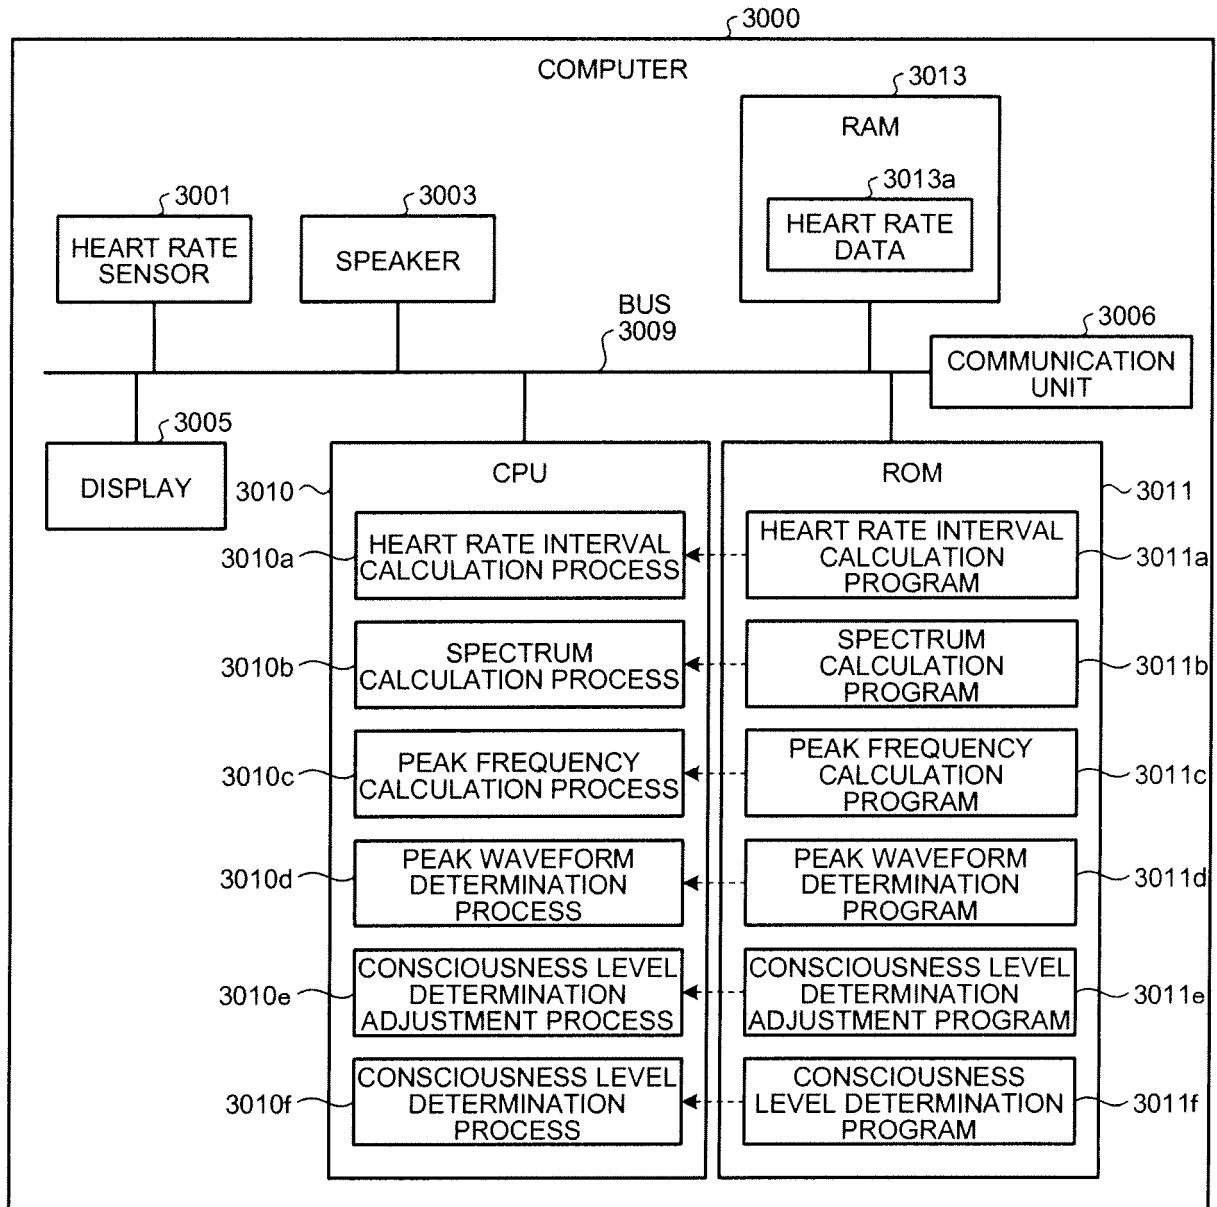 3000
COMPUTER
3013
RAM
3013a
HEART RATE
DATA
3001
HEART RATE
SENSOR
3003
SPEAKER
BUS
3009
3006
COMMUNICATION
UNIT
3005
DISPLAY
3010
CPU
ROM
3011
3010a
HEART RATE INTERVAL
CALCULATION PROCESS
HEART RATE INTERVAL
CALCULATION
PROGRAM
3011a
3010b
SPECTRUM
CALCULATION PROCESS
SPECTRUM
CALCULATION
PROGRAM
3011b
3010c
PEAK FREQUENCY
CALCULATION PROCESS
PEAK FREQUENCY
CALCULATION
PROGRAM
3011c
3010d
PEAK WAVEFORM
DETERMINATION
PROCESS
PEAK WAVEFORM
DETERMINATION
PROGRAM
3011d
3010e
CONSCIOUSNESS LEVEL
DETERMINATION
ADJUSTMENT PROCESS
CONSCIOUSNESS LEVEL
DETERMINATION
ADJUSTMENT PROGRAM
3011e
3010f
CONSCIOUSNESS LEVEL
DETERMINATION
PROCESS
CONSCIOUSNESS
LEVEL DETERMINATION
PROGRAM
3011f